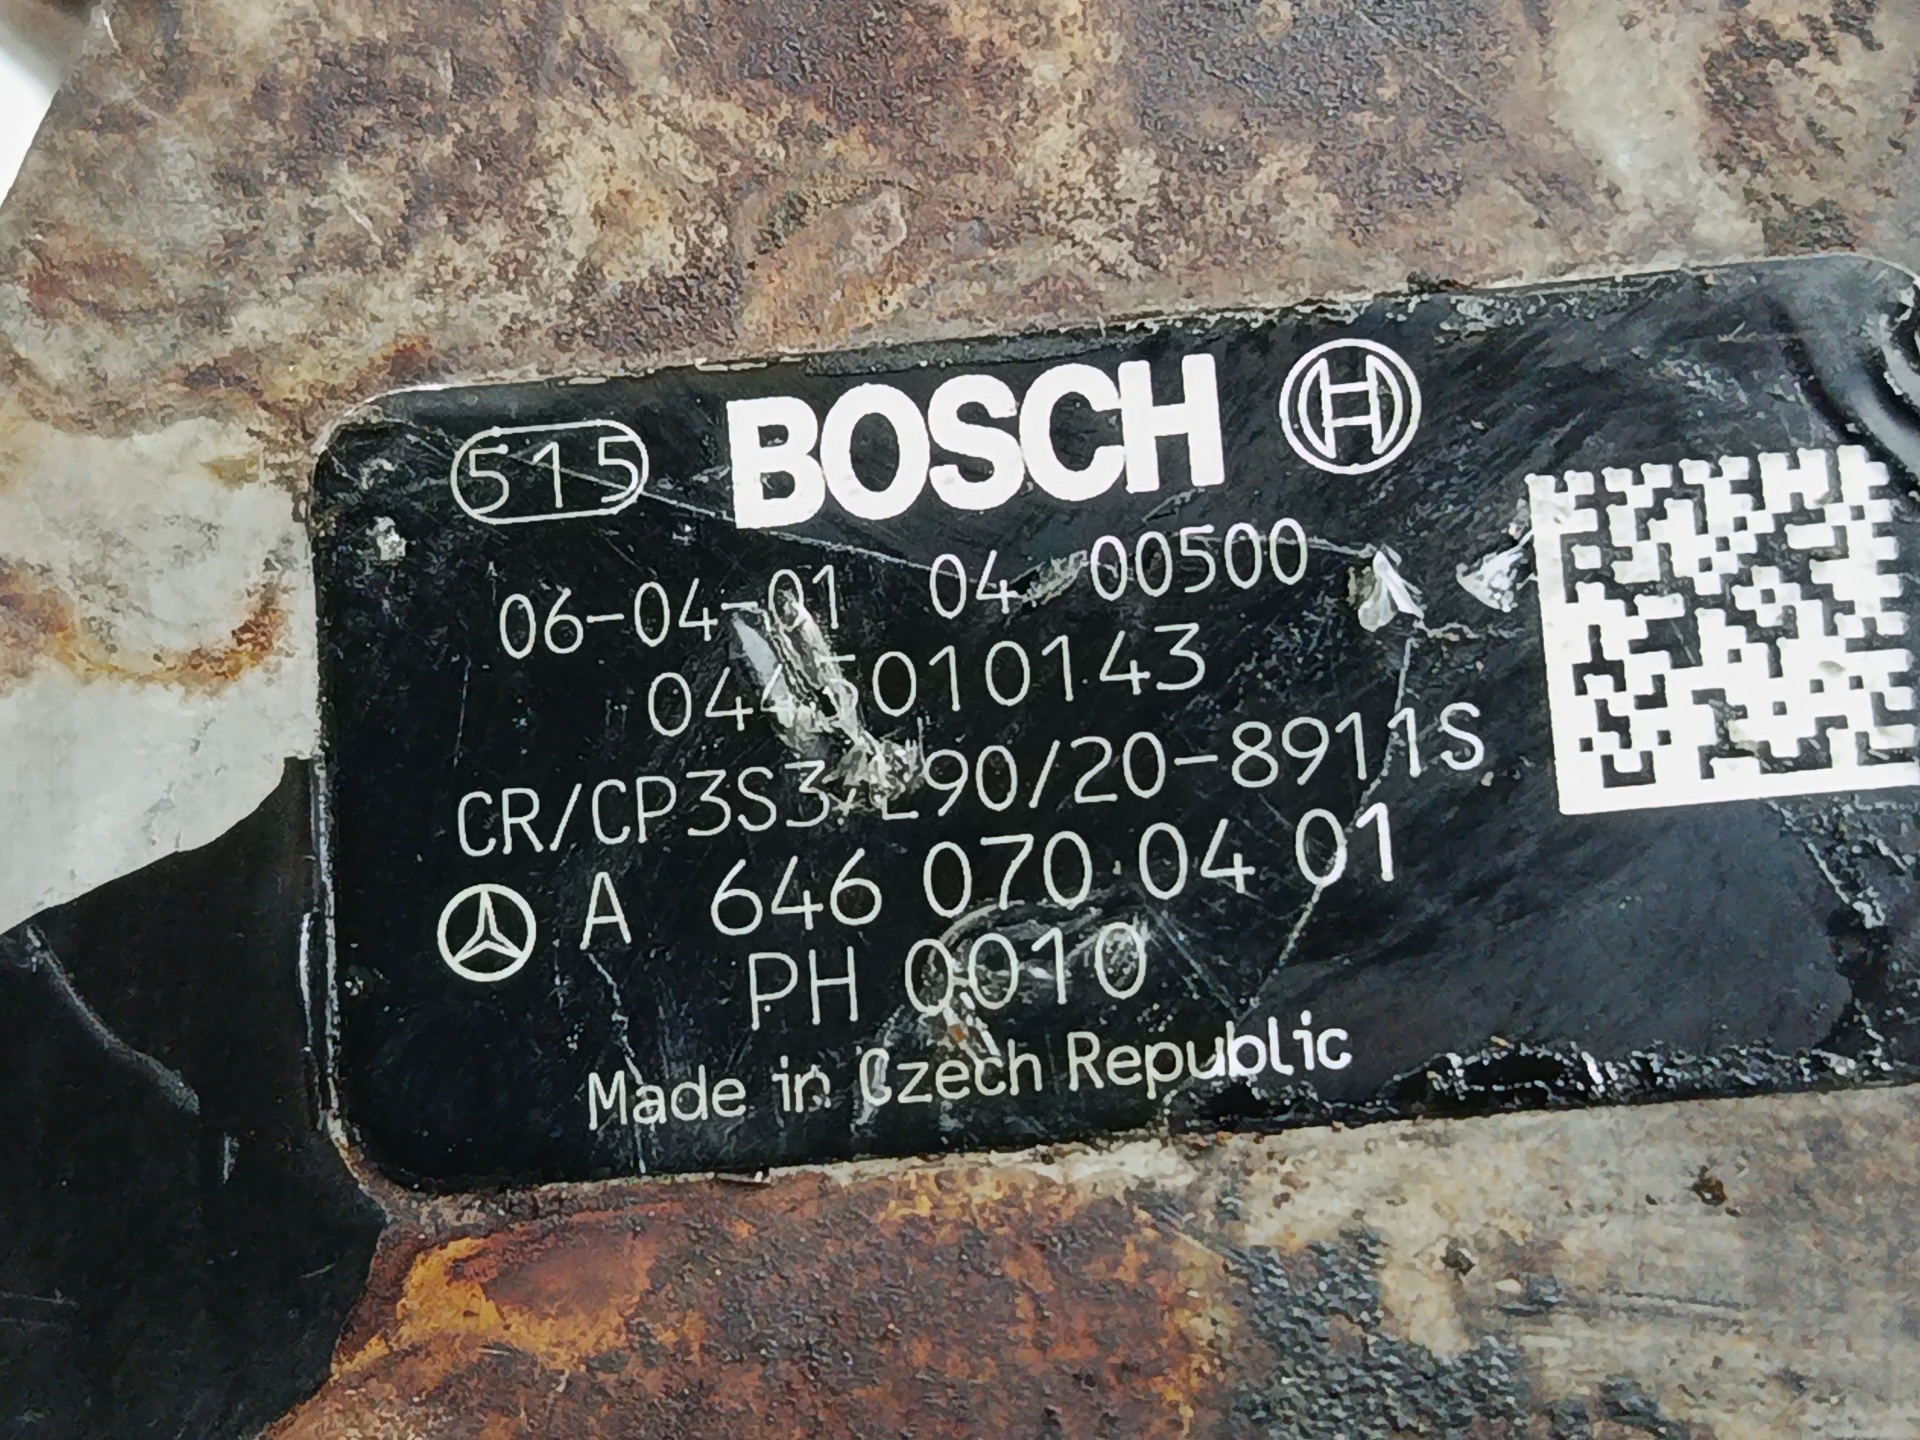 515 BOSCH
06-04-01 04 00500
0445010143
CR/CP3S3/L90/20-8911S
A 646 070 04 01
PH 0010
Made in Czech Republic